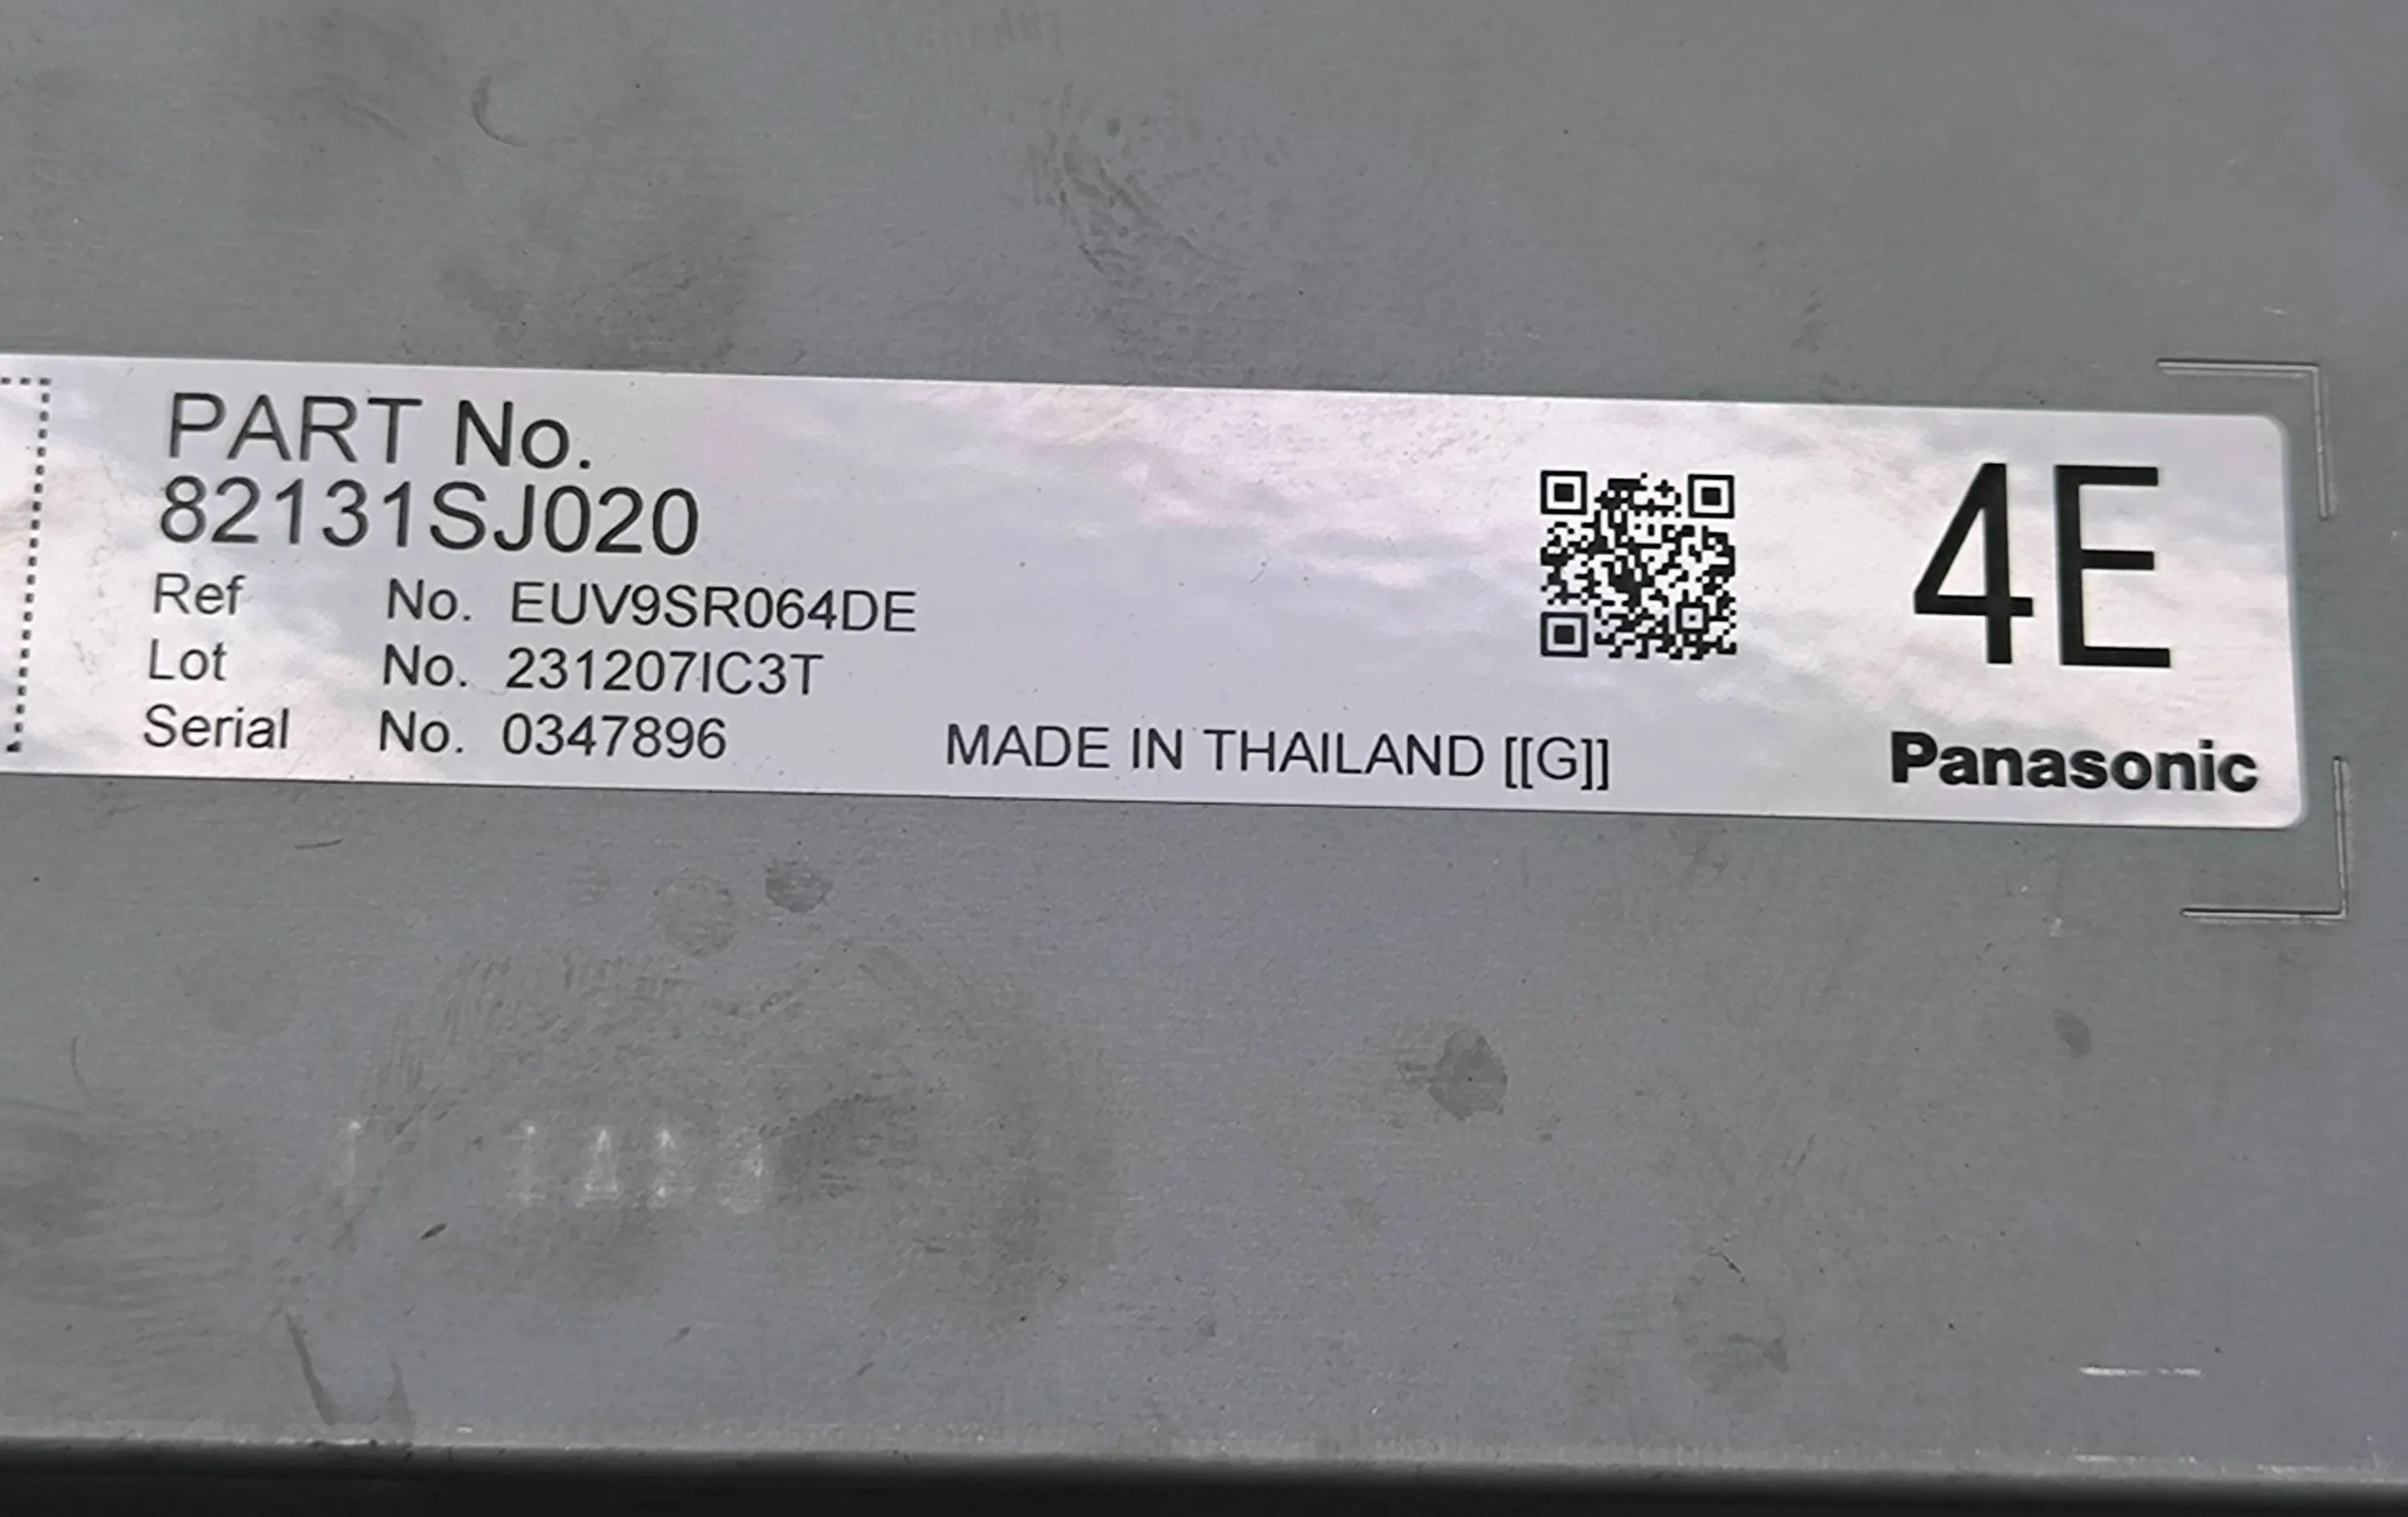 PART No.
82131SJ020
Ref No. EUV9SR064DE
Lot No. 231207IC3T
Serial No. 0347896
MADE IN THAILAND [[G]]
4E
Panasonic